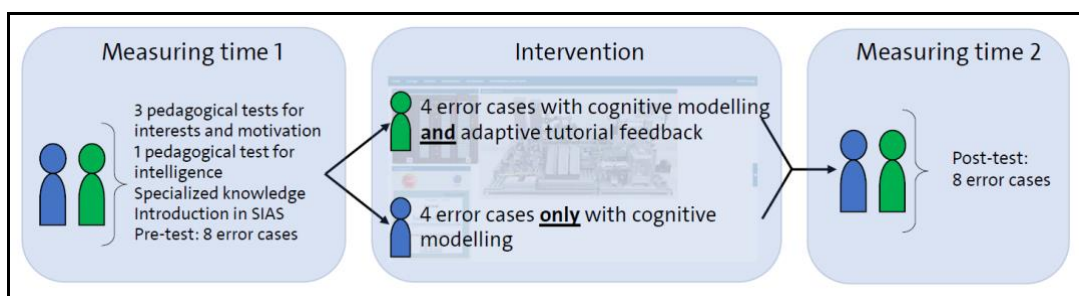 Measuring time 1
3 pedagogical tests for
interests and motivation
1 pedagogical test for
intelligence
Specialized knowledge
Introduction in SIAS
Pre-test: 8 error cases
Intervention
4 error cases with cognitive modelling
and adaptive tutorial feedback
4 error cases only with cognitive
modelling
Measuring time 2
Post-test:
8 error cases